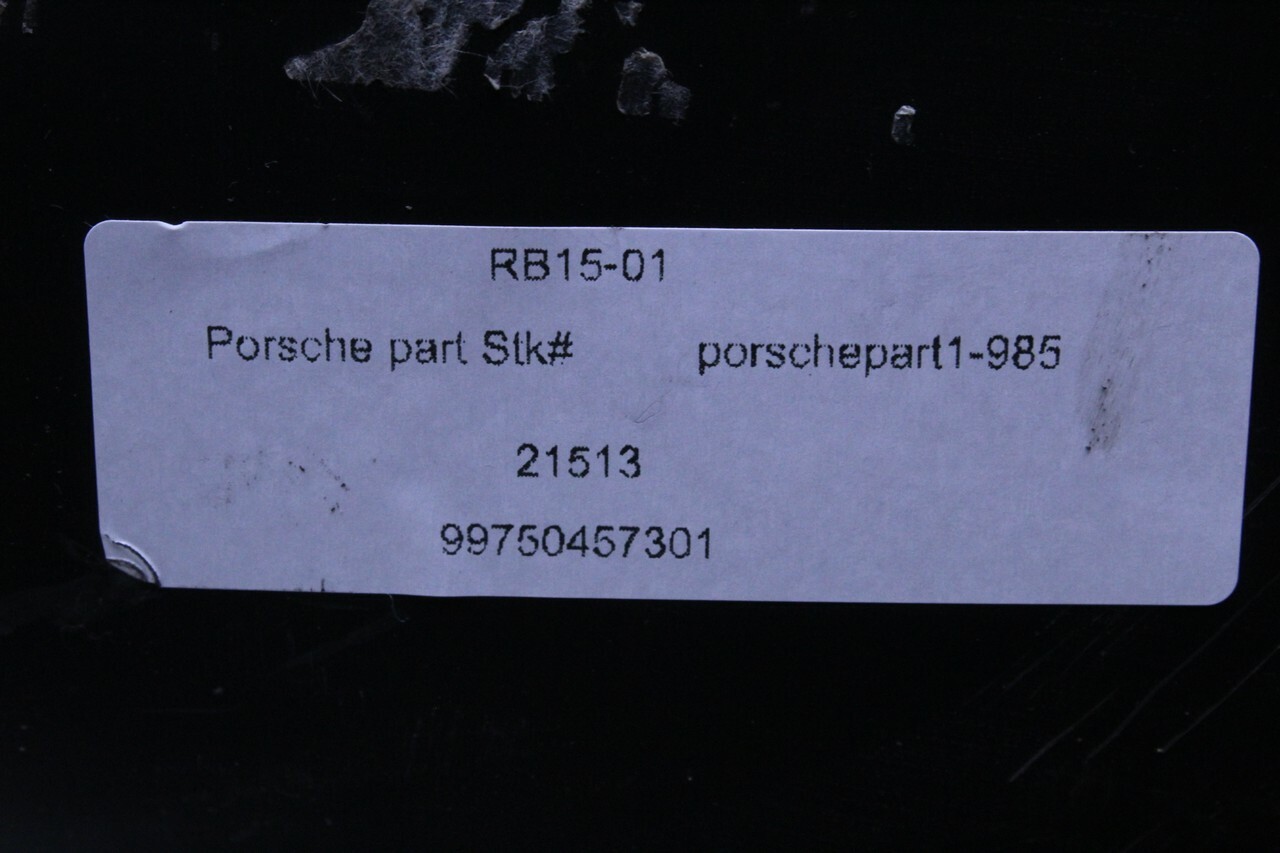 RB15-01
Porsche part Stk# porschepart1-985
21513
99750457301